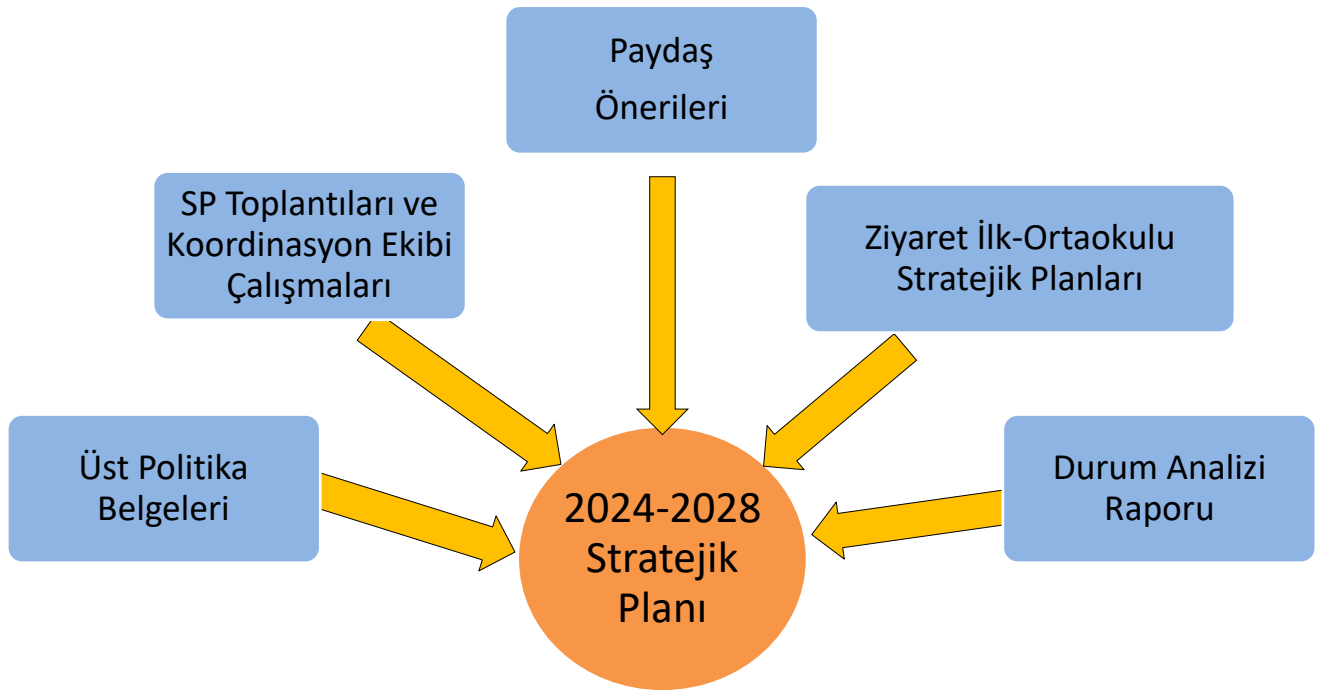 Paydaş
Önerileri
SP Toplantıları ve
Koordinasyon Ekibi
Çalışmaları
Ziyaret İlk-Ortaokulu
Stratejik Planları
Üst Politika
Belgeleri
Durum Analizi
Raporu
2024-2028
Stratejik
Planı